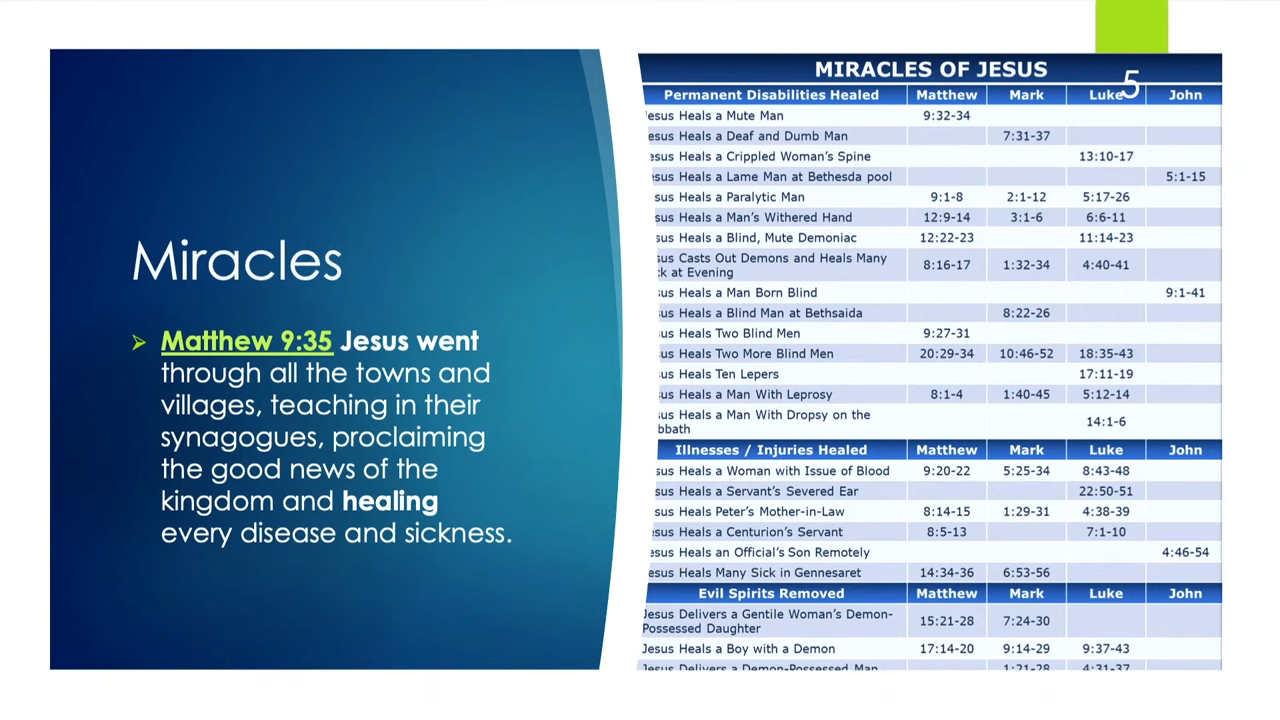 Miracles
➢ Matthew 9:35 Jesus went
through all the towns and
villages, teaching in their
synagogues, proclaiming
the good news of the
kingdom and healing
every disease and sickness.
5
MIRACLES OF JESUS
Permanent Disabilities Healed Matthew Mark Luke John
esus Heals a Mute Man 9:32-34
esus Heals a Deaf and Dumb Man 7:31-37
esus Heals a Crippled Woman's Spine 13:10-17
sus Heals a Lame Man at Bethesda pool 5:1-15
sus Heals a Paralytic Man 9:1-8 2:1-12 5:17-26
sus Heals a Man's Withered Hand 12:9-14 3:1-6 6:6-11
sus Heals a Blind, Mute Demoniac 12:22-23 11:14-23
sus Casts Out Demons and Heals Many
ck at Evening 8:16-17 1:32-34 4:40-41
sus Heals a Man Born Blind 9:1-41
sus Heals a Blind Man at Bethsaida 8:22-26
us Heals Two Blind Men 9:27-31
us Heals Two More Blind Men 20:29-34 10:46-52 18:35-43
us Heals Ten Lepers 17:11-19
sus Heals a Man With Leprosy 8:1-4 1:40-45 5:12-14
sus Heals a Man With Dropsy on the
bbath 14:1-6
Illnesses / Injuries Healed Matthew Mark Luke John
sus Heals a Woman with Issue of Blood 9:20-22 5:25-34 8:43-48
sus Heals a Servant's Severed Ear 22:50-51
sus Heals Peter's Mother-in-Law 8:14-15 1:29-31 4:38-39
esus Heals a Centurion's Servant 8:5-13 7:1-10
esus Heals an Official's Son Remotely 4:46-54
esus Heals Many Sick in Gennesaret 14:34-36 6:53-56
Evil Spirits Removed Matthew Mark Luke John
Jesus Delivers a Gentile Woman's Demon-
Possessed Daughter 15:21-28 7:24-30
Jesus Heals a Boy with a Demon 17:14-20 9:14-29 9:37-43
Jesus Delivers a Demon-Possessed Man 1:21-28 4:31-37